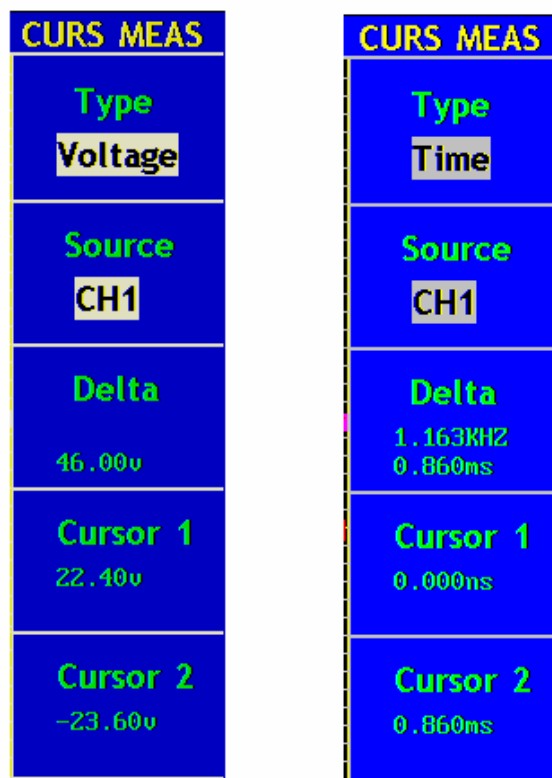 CURS MEAS
Type
Voltage
Source
CH1
Delta
46.00v
Cursor 1
22.40v
Cursor 2
-23.60v
CURS MEAS
Type
Time
Source
CH1
Delta
1.163KHZ
0.860ms
Cursor 1
0.000ns
Cursor 2
0.860ms